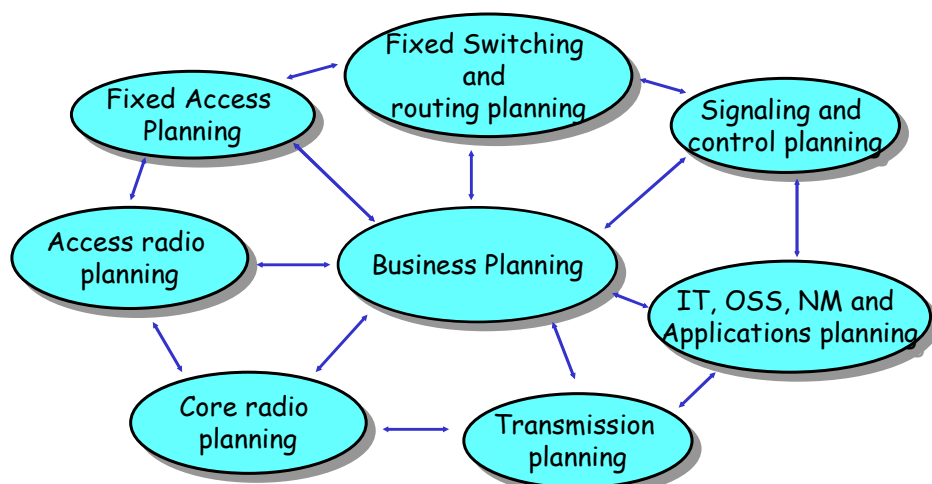 Fixed Switching
and
routing planning
Fixed Access
Planning
Signaling and
control planning
Access radio
planning
Business Planning
IT, OSS, NM and
Applications planning
Core radio
planning
Transmission
planning